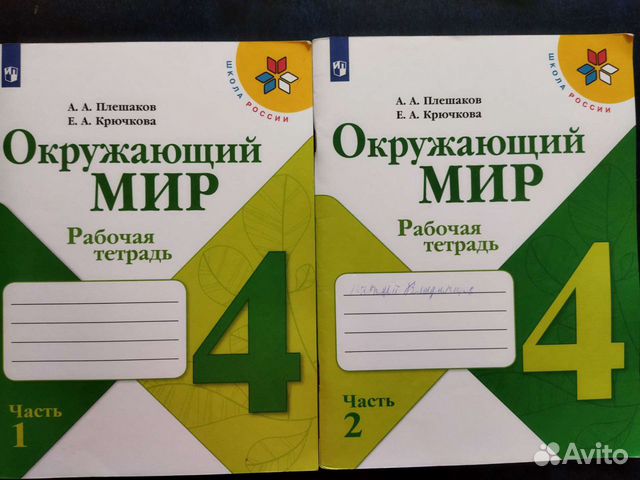 ШКОЛА РОССИИ
А. А. Плешаков
Е. А. Крючкова
Окружающий
МИР
Рабочая
тетрадь
4
Часть
1
ШКОЛА РОССИИ
А. А. Плешаков
Е. А. Крючкова
Окружающий
МИР
Рабочая
тетрадь
4
Часть
2
Avito